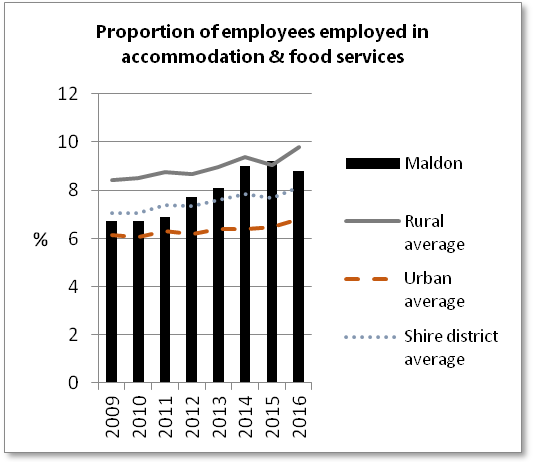 Proportion of employees employed in
accommodation & food services
12
10
8
6
4
2
0
%
2009
2010
2011
2012
2013
2014
2015
2016
Maldon
Rural
average
Urban
average
Shire district
average